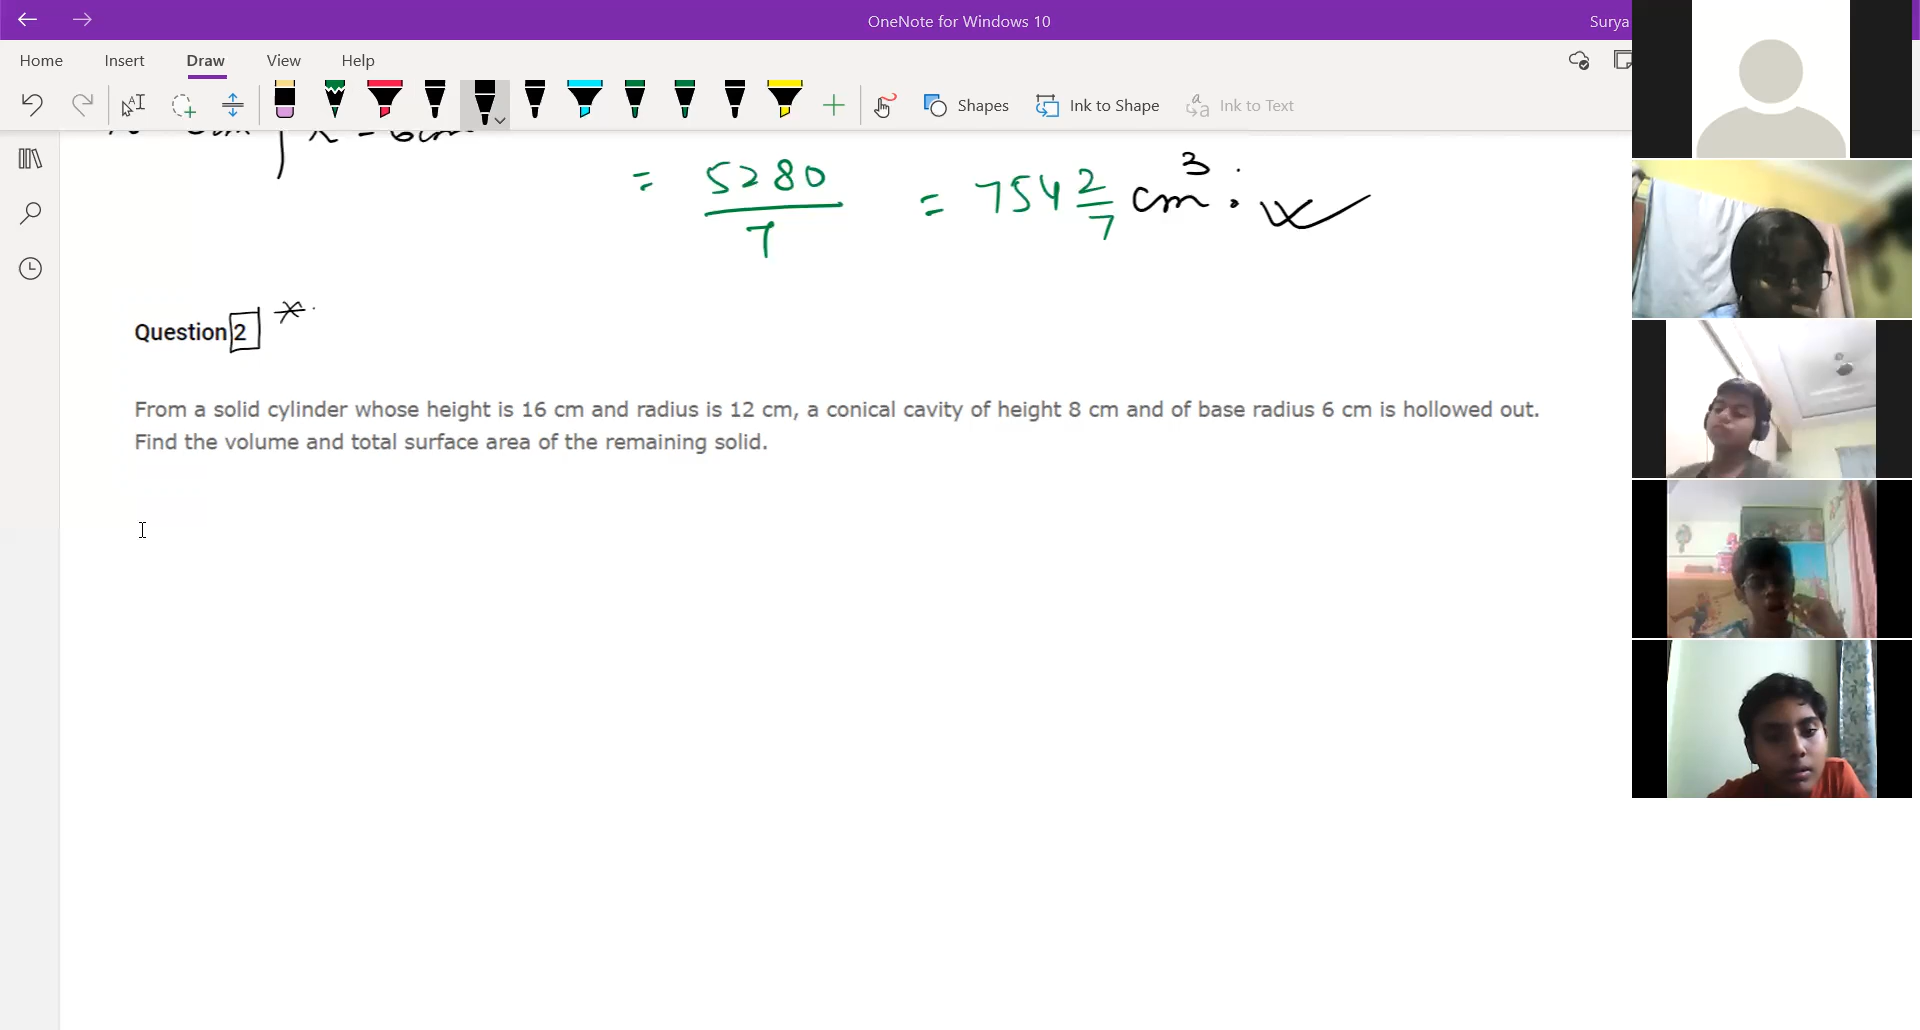 OneNote for Windows 10
Surya
Home Insert Draw View Help
Shapes Ink to Shape Ink to Text
= 6cm
= 5280/7 = 754 2/7 cm³.
Question 2 *
From a solid cylinder whose height is 16 cm and radius is 12 cm, a conical cavity of height 8 cm and of base radius 6 cm is hollowed out.
Find the volume and total surface area of the remaining solid.